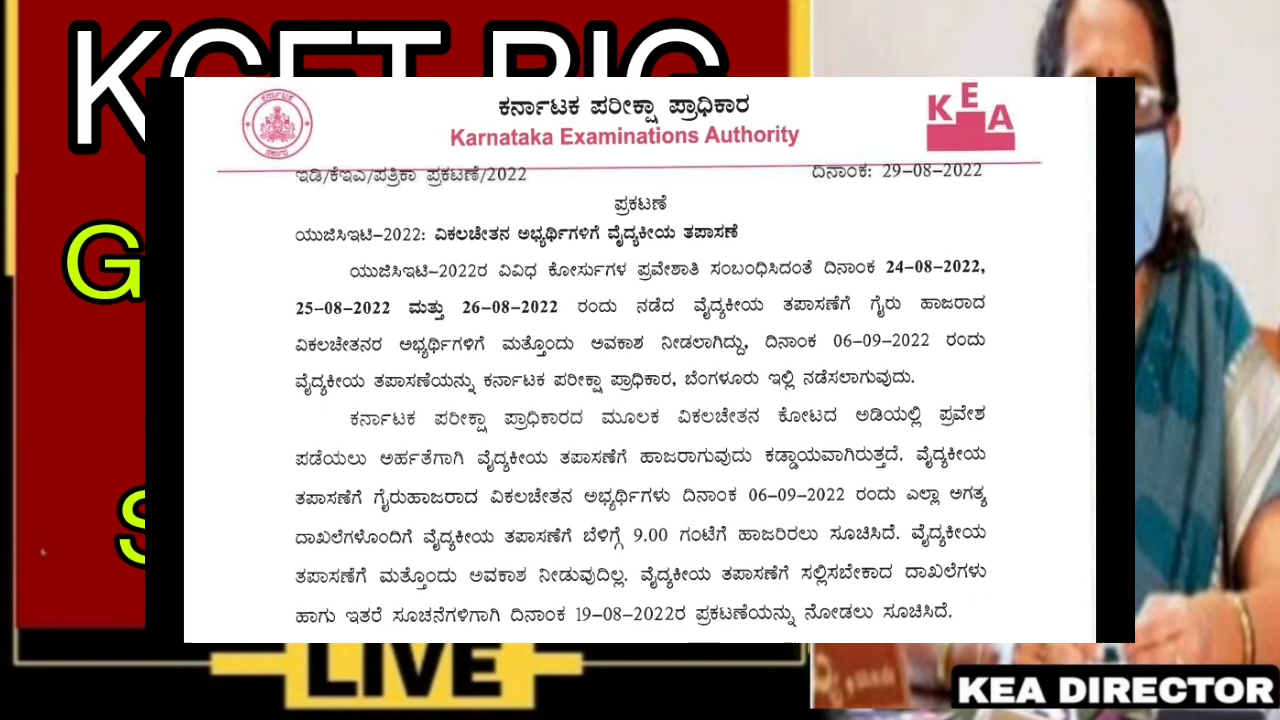 KCET BIG
G
S
ಕರ್ನಾಟಕ ಪರೀಕ್ಷಾ ಪ್ರಾಧಿಕಾರ
Karnataka Examinations Authority
KEA
ಇಡಿ/ಕೆಇಎ/ಪತ್ರಿಕಾ ಪ್ರಕಟಣೆ/2022 ದಿನಾಂಕ: 29-08-2022
ಪ್ರಕಟಣೆ
ಯುಜಿಸಿಇಟಿ-2022: ವಿಕಲಚೇತನ ಅಭ್ಯರ್ಥಿಗಳಿಗೆ ವೈದ್ಯಕೀಯ ತಪಾಸಣೆ
ಯುಜಿಸಿಇಟಿ-2022ರ ವಿವಿಧ ಕೋರ್ಸುಗಳ ಪ್ರವೇಶಾತಿ ಸಂಬಂಧಿಸಿದಂತೆ ದಿನಾಂಕ 24-08-2022,
25-08-2022 ಮತ್ತು 26-08-2022 ರಂದು ನಡೆದ ವೈದ್ಯಕೀಯ ತಪಾಸಣೆಗೆ ಗೈರು ಹಾಜರಾದ
ವಿಕಲಚೇತನರ ಅಭ್ಯರ್ಥಿಗಳಿಗೆ ಮತ್ತೊಂದು ಅವಕಾಶ ನೀಡಲಾಗಿದ್ದು, ದಿನಾಂಕ 06-09-2022 ರಂದು
ವೈದ್ಯಕೀಯ ತಪಾಸಣೆಯನ್ನು ಕರ್ನಾಟಕ ಪರೀಕ್ಷಾ ಪ್ರಾಧಿಕಾರ, ಬೆಂಗಳೂರು ಇಲ್ಲಿ ನಡೆಸಲಾಗುವುದು.
ಕರ್ನಾಟಕ ಪರೀಕ್ಷಾ ಪ್ರಾಧಿಕಾರದ ಮೂಲಕ ವಿಕಲಚೇತನ ಕೋಟದ ಅಡಿಯಲ್ಲಿ ಪ್ರವೇಶ
ಪಡೆಯಲು ಅರ್ಹತೆಗಾಗಿ ವೈದ್ಯಕೀಯ ತಪಾಸಣೆಗೆ ಹಾಜರಾಗುವುದು ಕಡ್ಡಾಯವಾಗಿರುತ್ತದೆ. ವೈದ್ಯಕೀಯ
ತಪಾಸಣೆಗೆ ಗೈರುಹಾಜರಾದ ವಿಕಲಚೇತನ ಅಭ್ಯರ್ಥಿಗಳು ದಿನಾಂಕ 06-09-2022 ರಂದು ಎಲ್ಲಾ ಅಗತ್ಯ
ದಾಖಲೆಗಳೊಂದಿಗೆ ವೈದ್ಯಕೀಯ ತಪಾಸಣೆಗೆ ಬೆಳಿಗ್ಗೆ 9.00 ಗಂಟೆಗೆ ಹಾಜರಿರಲು ಸೂಚಿಸಿದೆ. ವೈದ್ಯಕೀಯ
ತಪಾಸಣೆಗೆ ಮತ್ತೊಂದು ಅವಕಾಶ ನೀಡುವುದಿಲ್ಲ. ವೈದ್ಯಕೀಯ ತಪಾಸಣೆಗೆ ಸಲ್ಲಿಸಬೇಕಾದ ದಾಖಲೆಗಳು
ಹಾಗು ಇತರೆ ಸೂಚನೆಗಳಿಗಾಗಿ ದಿನಾಂಕ 19-08-2022ರ ಪ್ರಕಟಣೆಯನ್ನು ನೋಡಲು ಸೂಚಿಸಿದೆ.
LIVE
KEA DIRECTOR